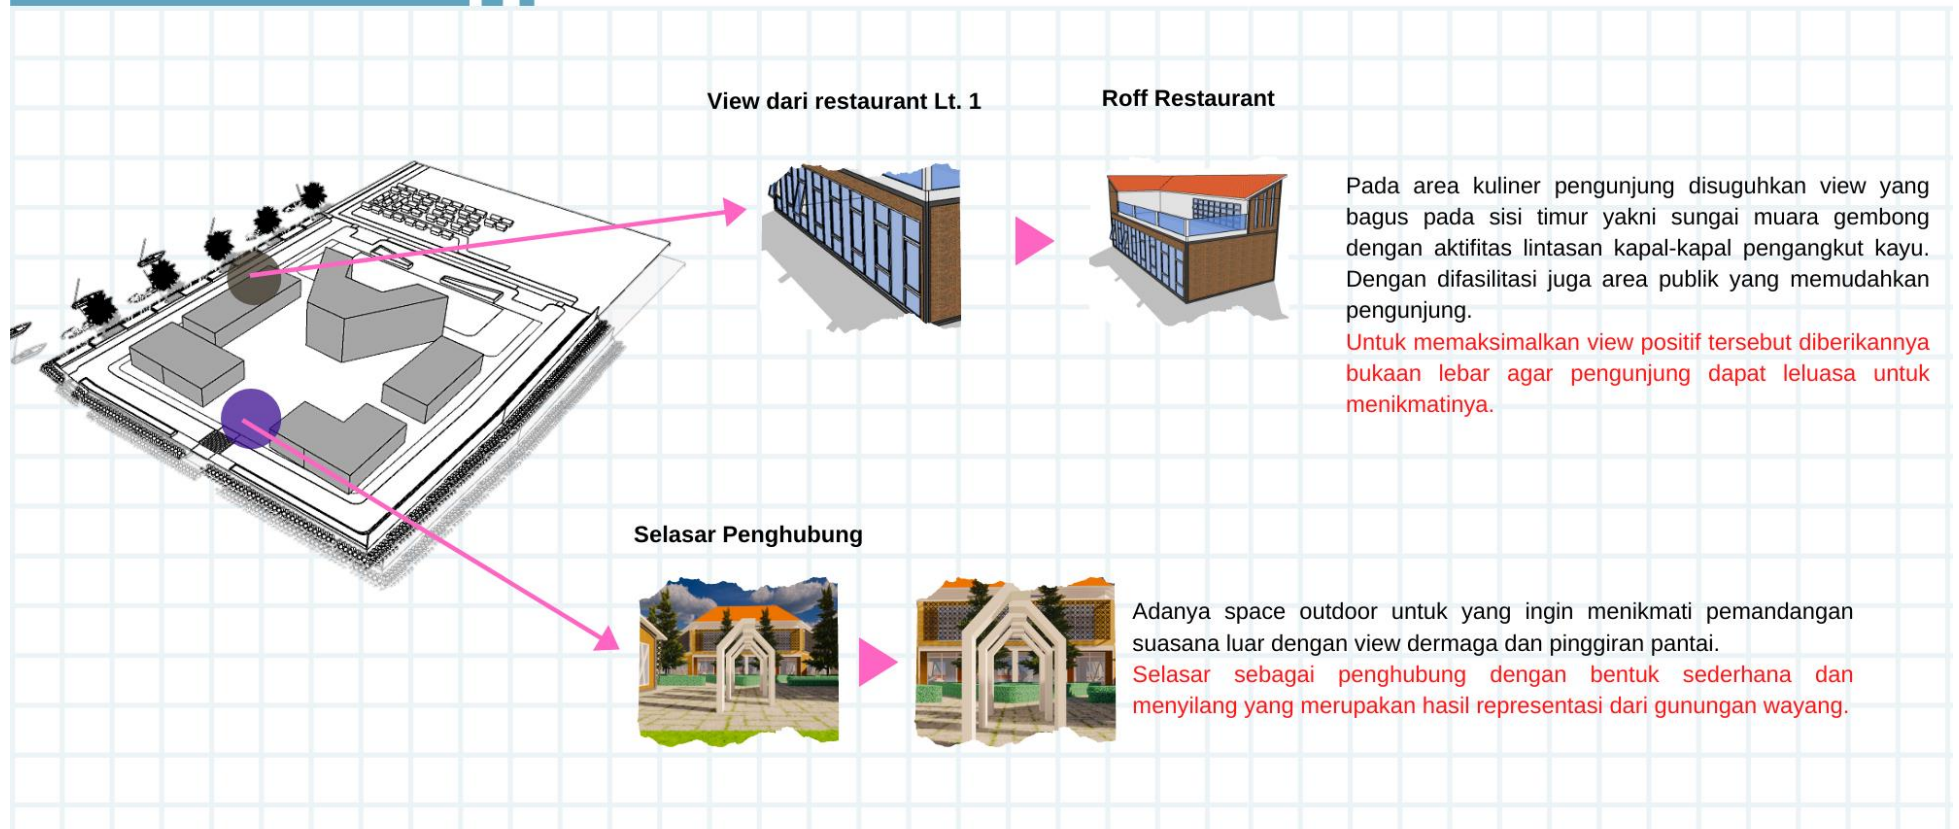 View dari restaurant Lt. 1
Roff Restaurant
Pada area kuliner pengunjung disuguhkan view yang
bagus pada sisi timur yakni sungai muara gembong
dengan aktifitas lintasan kapal-kapal pengangkut kayu.
Dengan difasilitasi juga area publik yang memudahkan
pengunjung.
Untuk memaksimalkan view positif tersebut diberikannya
bukaan lebar agar pengunjung dapat leluasa untuk
menikmatinya.
Selasar Penghubung
Adanya space outdoor untuk yang ingin menikmati pemandangan
suasana luar dengan view dermaga dan pinggiran pantai.
Selasar sebagai penghubung dengan bentuk sederhana dan
menyilang yang merupakan hasil representasi dari gunungan wayang.